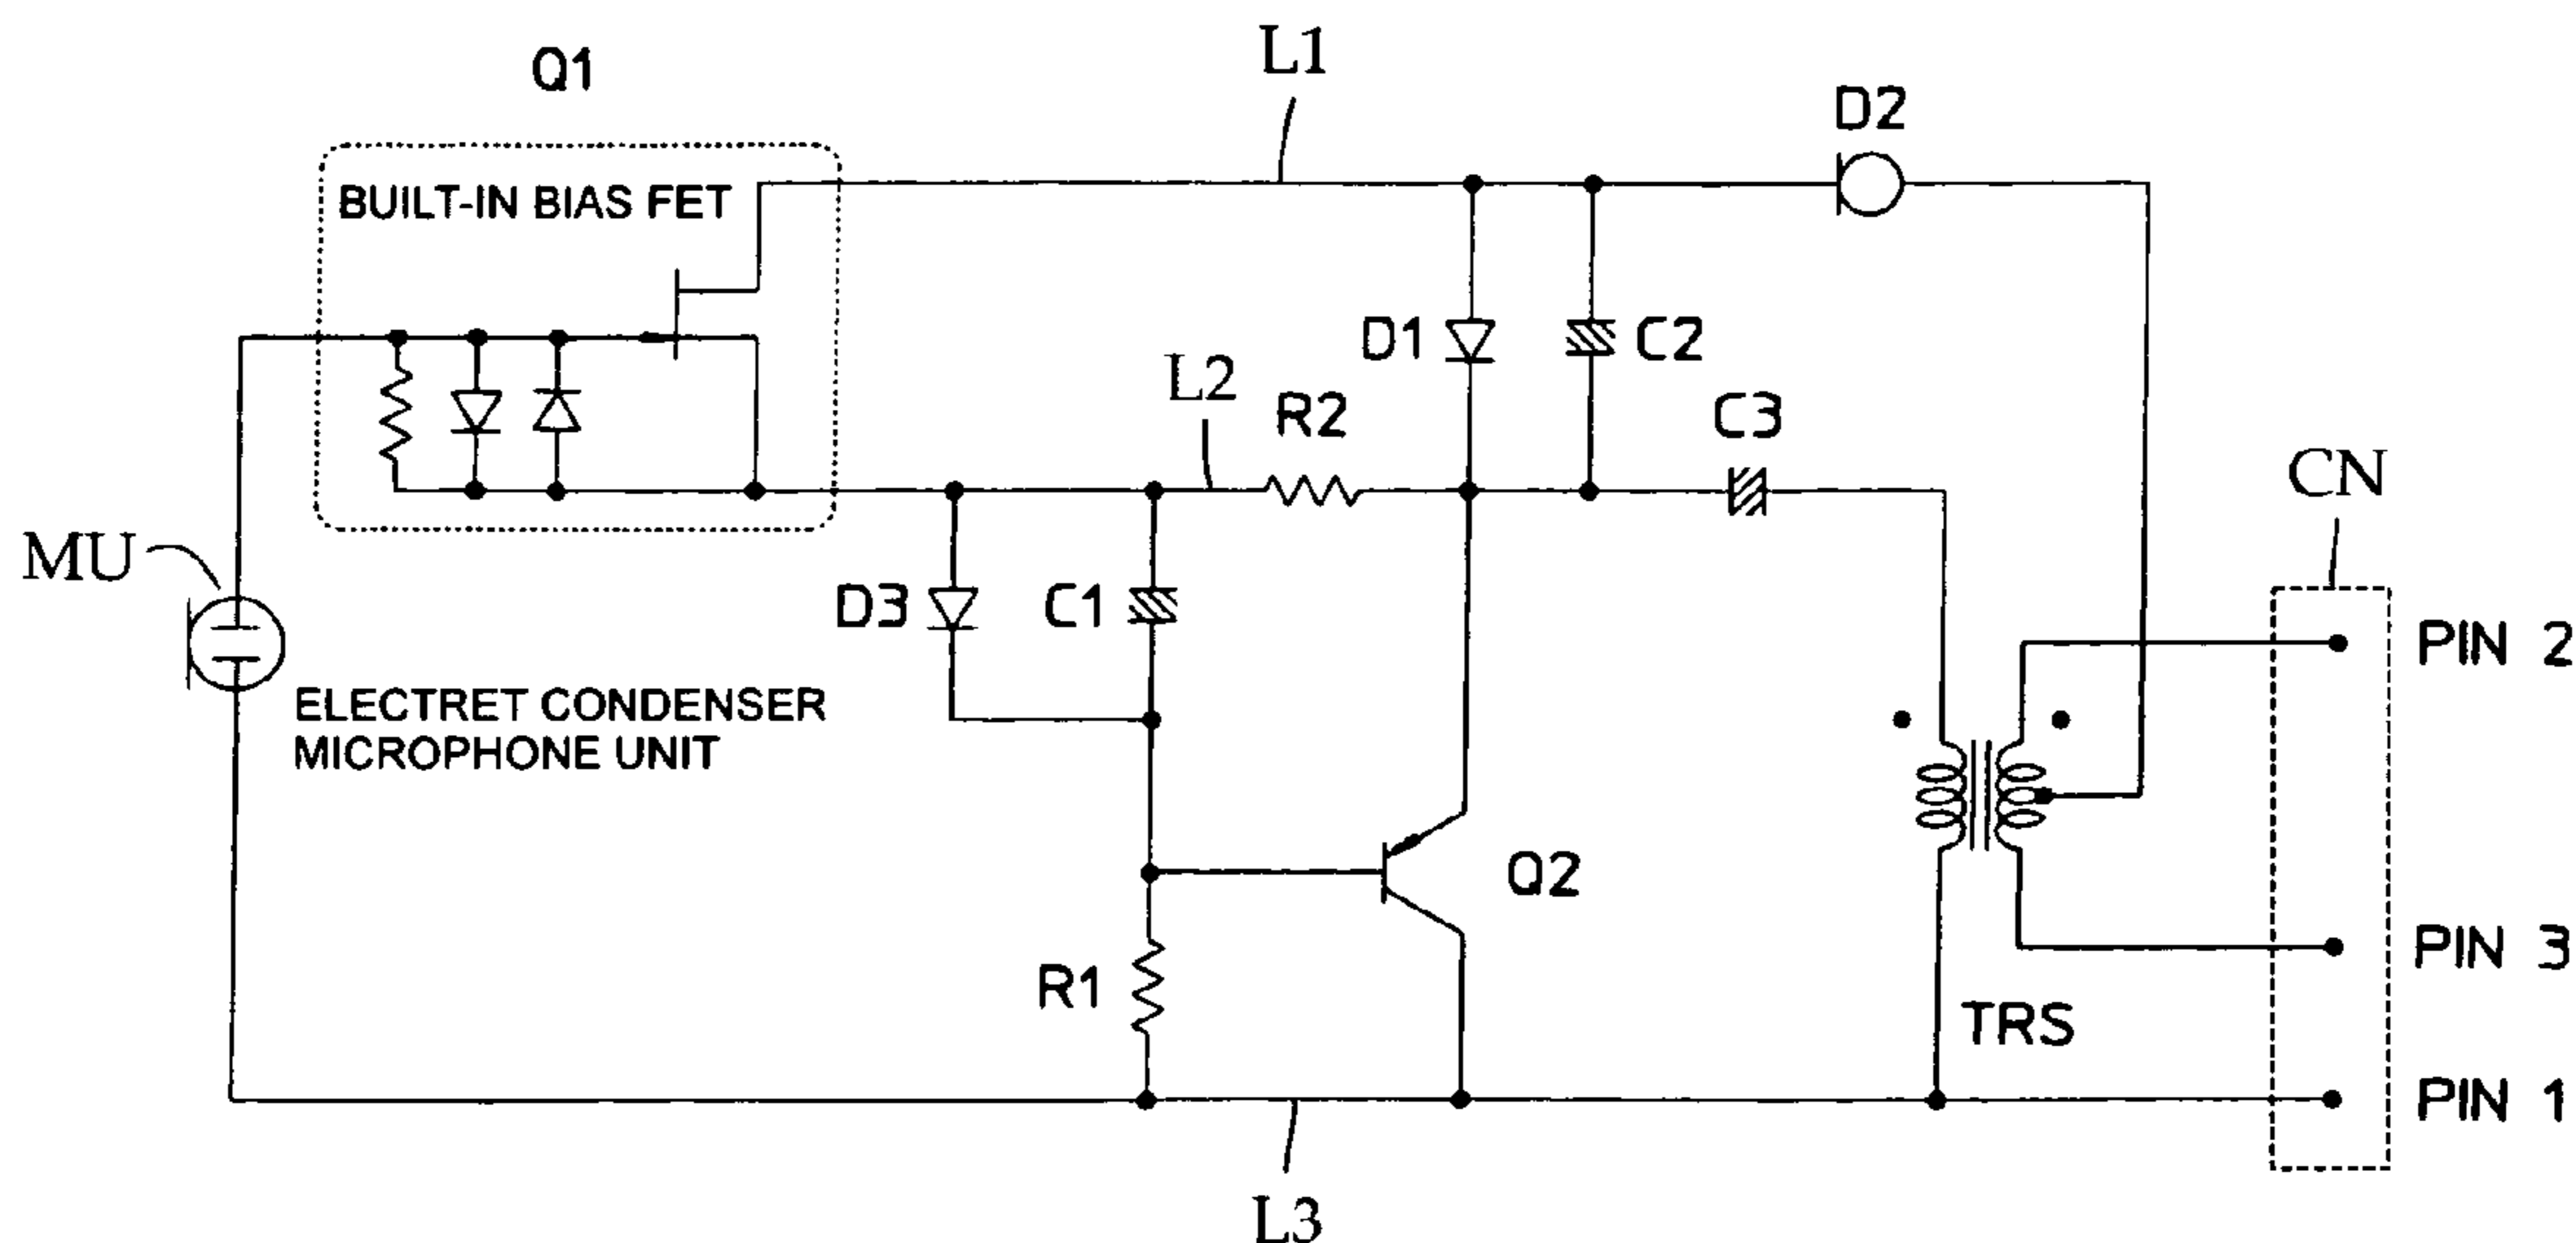 Q1
L1
D2
BUILT-IN BIAS FET
D1
C2
L2
R2
C3
CN
MU
D3
C1
PIN 2
ELECTRET CONDENSER
MICROPHONE UNIT
Q2
PIN 3
R1
TRS
PIN 1
L3